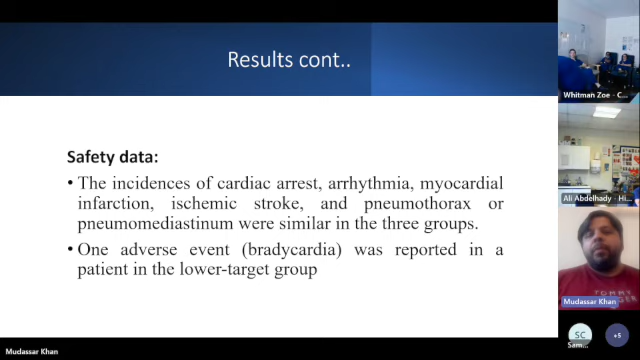 Results cont..
Safety data:
• The incidences of cardiac arrest, arrhythmia, myocardial
infarction, ischemic stroke, and pneumothorax or
pneumomediastinum were similar in the three groups.
• One adverse event (bradycardia) was reported in a
patient in the lower-target group
Whitman Zoe - C...
Ali Abdelhady - Hi...
TOMMY
Mudassar Khan
SC
+5
Sam...
Mudassar Khan